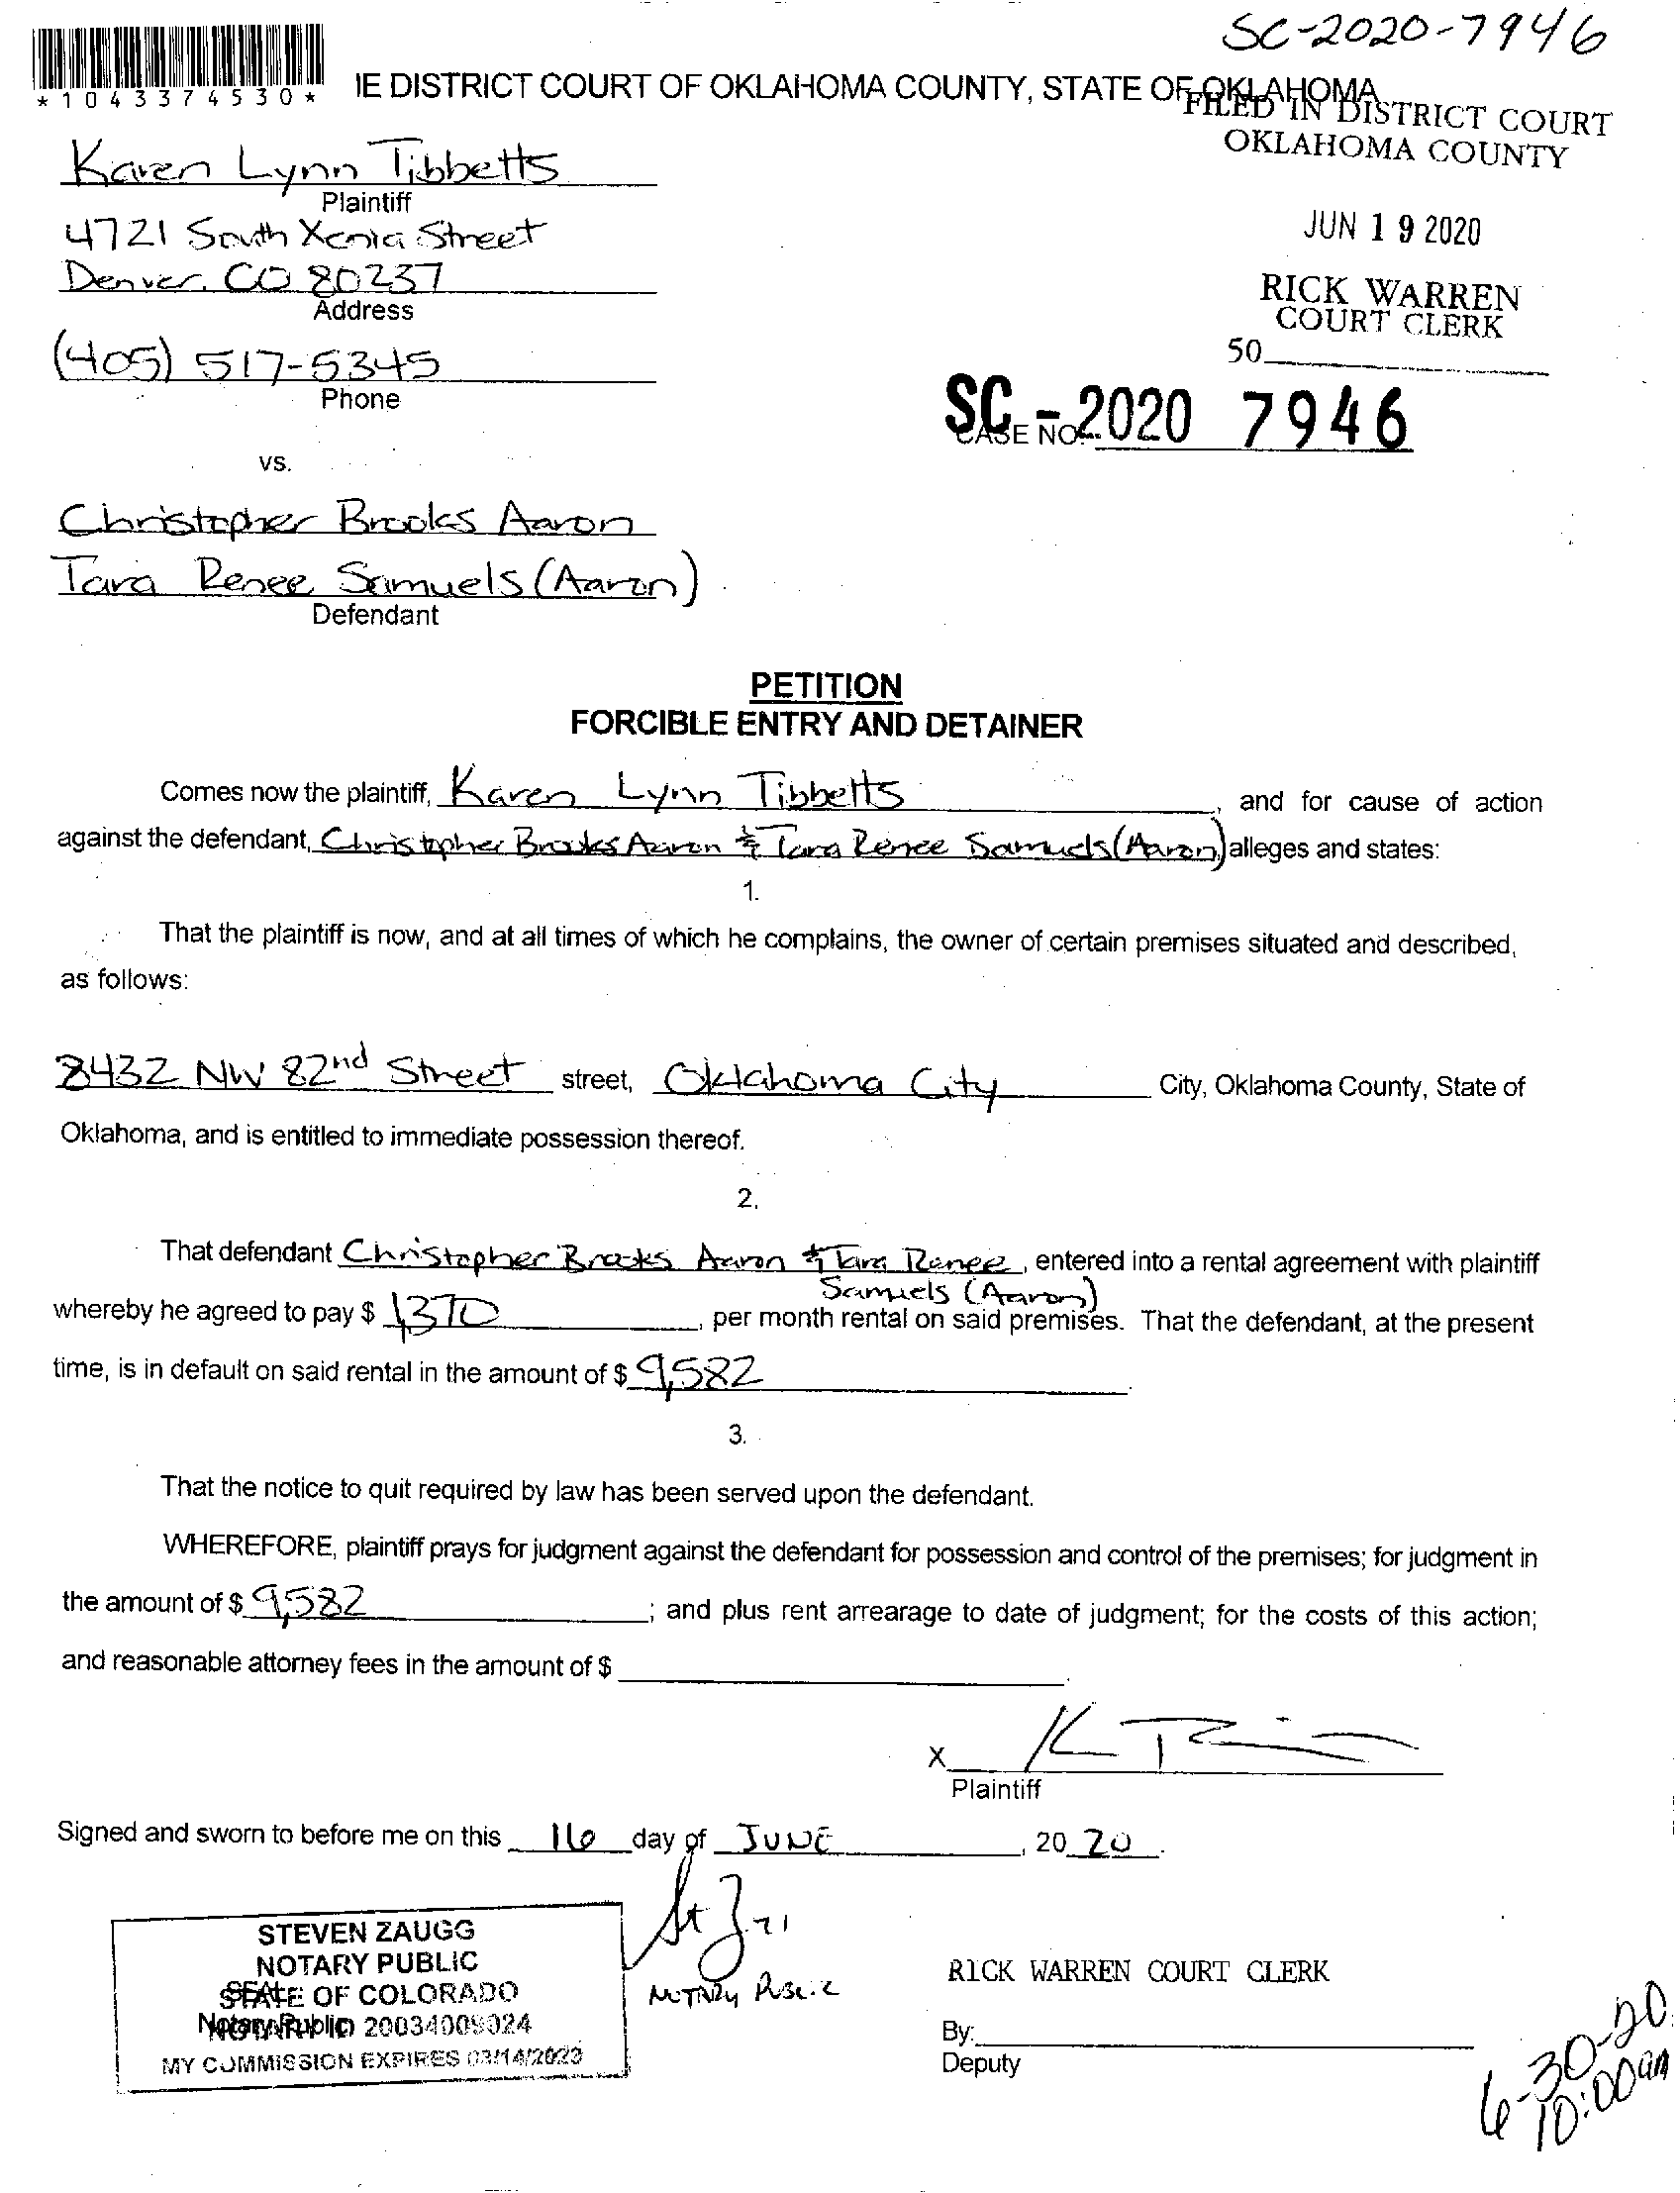 SC-2020-7946
*1043374530*
IE DISTRICT COURT OF OKLAHOMA COUNTY, STATE OF OKLAHOMA
FILED IN DISTRICT COURT
OKLAHOMA COUNTY
Karen Lynn Tibbetts
Plaintiff
4721 South Xenia Street
JUN 19 2020
Denver, CO 80237
Address
RICK WARREN
COURT CLERK
(405) 517-5345
50
Phone
CASE NO. SC-2020 7946
vs.
Christopher Brooks Aaron
Tara Renee Samuels (Aaron)
Defendant
PETITION
FORCIBLE ENTRY AND DETAINER
Comes now the plaintiff, Karen Lynn Tibbetts, and for cause of action
against the defendant, Christopher Brooks Aaron & Tara Renee Samuels (Aaron) alleges and states:
1.
That the plaintiff is now, and at all times of which he complains, the owner of certain premises situated and described,
as follows:
8432 NW 82nd Street street, Oklahoma City City, Oklahoma County, State of
Oklahoma, and is entitled to immediate possession thereof.
2.
That defendant Christopher Brooks Aaron & Tara Renee, entered into a rental agreement with plaintiff
Samuels (Aaron)
whereby he agreed to pay $ 1,370, per month rental on said premises. That the defendant, at the present
time, is in default on said rental in the amount of $ 9,582.
3.
That the notice to quit required by law has been served upon the defendant.
WHEREFORE, plaintiff prays for judgment against the defendant for possession and control of the premises; for judgment in
the amount of $ 9,582; and plus rent arrearage to date of judgment; for the costs of this action;
and reasonable attorney fees in the amount of $
X
Plaintiff
Signed and sworn to before me on this 16 day of JUNE, 2020.
STEVEN ZAUGG
NOTARY PUBLIC
STATE OF COLORADO
NOTARY ID 20034009024
MY COMMISSION EXPIRES 03/14/2023
NOTARY PUBLIC
RICK WARREN COURT CLERK
By:
Deputy
6-30-20
10:00am